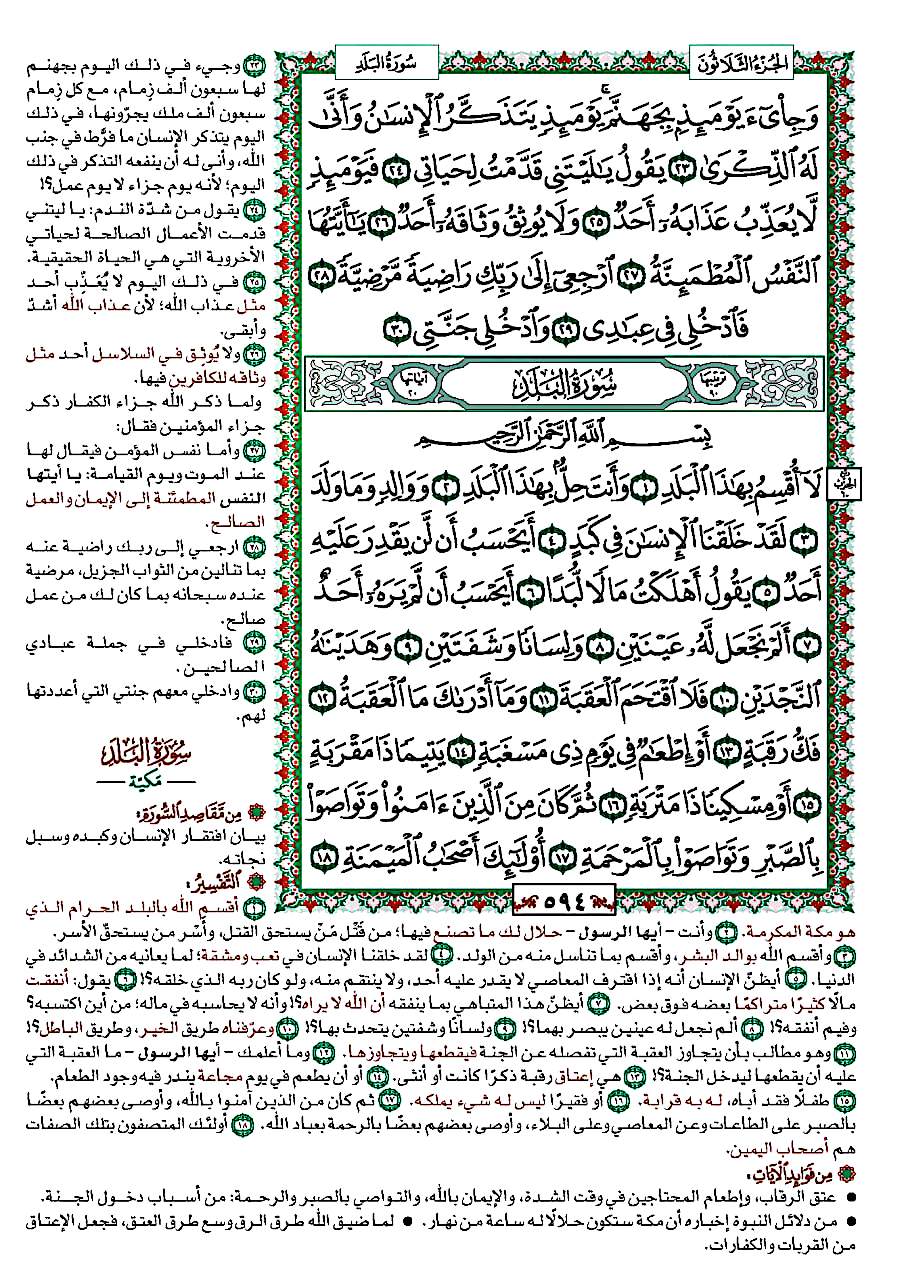 الجُزْءُ الثَّلَاثُونَ
سُورَةُ البَلَدِ
وَجِاْىٓءَ يَوْمَئِذِۭ بِجَهَنَّمَۚ يَوْمَئِذٖ يَتَذَكَّرُ ٱلْإِنسَٰنُ وَأَنَّىٰ
لَهُ ٱلذِّكْرَىٰ ٢٣ يَقُولُ يَٰلَيْتَنِى قَدَّمْتُ لِحَيَاتِى ٢٤ فَيَوْمَئِذٖ
لَّا يُعَذِّبُ عَذَابَهُۥٓ أَحَدٌ ٢٥ وَلَا يُوثِقُ وَثَاقَهُۥٓ أَحَدٌ ٢٦ يَٰٓأَيَّتُهَا
ٱلنَّفْسُ ٱلْمُطْمَئِنَّةُ ٢٧ ٱرْجِعِىٓ إِلَىٰ رَبِّكِ رَاضِيَةً مَّرْضِيَّةً ٢٨
فَٱدْخُلِى فِى عِبَٰدِى ٢٩ وَٱدْخُلِى جَنَّتِى ٣٠
ترتيبها ٩٠
سُورَةُ البَلَدِ
آياتها ٢٠
بِسْمِ ٱللَّهِ ٱلرَّحْمَٰنِ ٱلرَّحِيمِ
لَآ أُقْسِمُ بِهَٰذَا ٱلْبَلَدِ ١ وَأَنتَ حِلٌّۢ بِهَٰذَا ٱلْبَلَدِ ٢ وَوَالِدٖ وَمَا وَلَدَ
٣ لَقَدْ خَلَقْنَا ٱلْإِنسَٰنَ فِى كَبَدٍ ٤ أَيَحْسَبُ أَن لَّن يَقْدِرَ عَلَيْهِ
أَحَدٌ ٥ يَقُولُ أَهْلَكْتُ مَالًا لُّبَدًا ٦ أَيَحْسَبُ أَن لَّمْ يَرَهُۥٓ أَحَدٌ
٧ أَلَمْ نَجْعَل لَّهُۥ عَيْنَيْنِ ٨ وَلِسَانًا وَشَفَتَيْنِ ٩ وَهَدَيْنَٰهُ
ٱلنَّجْدَيْنِ ١٠ فَلَا ٱقْتَحَمَ ٱلْعَقَبَةَ ١١ وَمَآ أَدْرَىٰكَ مَا ٱلْعَقَبَةُ ١٢
فَكُّ رَقَبَةٍ ١٣ أَوْ إِطْعَٰمٌ فِى يَوْمٖ ذِى مَسْغَبَةٖ ١٤ يَتِيمًا ذَا مَقْرَبَةٍ
١٥ أَوْ مِسْكِينًا ذَا مَتْرَبَةٖ ١٦ ثُمَّ كَانَ مِنَ ٱلَّذِينَ ءَامَنُواْ وَتَوَاصَوْاْ
بِٱلصَّبْرِ وَتَوَاصَوْاْ بِٱلْمَرْحَمَةِ ١٧ أُوْلَٰٓئِكَ أَصْحَٰبُ ٱلْمَيْمَنَةِ ١٨
٥٩٤
٢٣ وجيء في ذلك اليوم بجهنم
لها سبعون ألف زِمام، مع كل زِمام
سبعون ألف ملك يجرّونها، في ذلك
اليوم يتذكر الإنسان ما فرَّط في جنب
الله، وأنى له أن ينفعه التذكر في ذلك
اليوم؛ لأنه يوم جزاء لا يوم عمل؟!
٢٤ يقول من شدّة الندم: يا ليتني
قدمت الأعمال الصالحة لحياتي
الأخروية التي هي الحياة الحقيقية.
٢٥ في ذلك اليوم لا يُعَذِّب أحد
مثل عذاب الله؛ لأن عذاب الله أشدّ
وأبقى.
٢٦ ولا يُوثِق في السلاسل أحد مثل
وثاقه للكافرين فيها.
ولما ذكر الله جزاء الكفار ذكر
جزاء المؤمنين فقال:
٢٧ وأما نفس المؤمن فيقال لها
عند الموت ويوم القيامة: يا أيتها
النفس المطمئنة إلى الإيمان والعمل
الصالح.
٢٨ ارجعي إلى ربك راضية عنه
بما تنالين من الثواب الجزيل، مرضية
عنده سبحانه بما كان لك من عمل
صالح.
٢٩ فادخلي في جملة عبادي
الصالحين.
٣٠ وادخلي معهم جنتي التي أعددتها
لهم.
سُورَةُ البَلَدِ
مَكيّة
مِن مَّقَاصِدِ السُّورَةِ:
بيان افتقار الإنسان وكبده وسبل
نجاته.
التَّفْسِيرُ:
١ أقسم الله بالبلد الحرام الذي
هو مكة المكرمة. ٢ وأنت - أيها الرسول - حلال لك ما تصنع فيها؛ من قَتْل مَنْ يستحق القتل، وأَسْر من يستحقّ الأسر.
٣ وأقسم الله بوالد البشر، وأقسم بما تناسل منه من الولد. ٤ لقد خلقنا الإنسان في تعب ومشقة؛ لما يعانيه من الشدائد في
الدنيا. ٥ أيظنّ الإنسان أنه إذا اقترف المعاصي لا يقدر عليه أحد، ولا ينتقم منه، ولو كان ربه الذي خلقه؟! ٦ يقول: أنفقت
مالًا كثيرًا متراكمًا بعضه فوق بعض. ٧ أيظنّ هذا المتباهي بما ينفقه أن الله لا يراه؟! وأنه لا يحاسبه في ماله؛ من أين اكتسبه؟
وفيم أنفقه؟! ٨ ألم نجعل له عينين يبصر بهما؟! ٩ ولسانًا وشفتين يتحدث بها؟! ١٠ وعرّفناه طريق الخير، وطريق الباطل؟!
١١ وهو مطالب بأن يتجاوز العقبة التي تفصله عن الجنة فيقطعها ويتجاوزها. ١٢ وما أعلمك - أيها الرسول - ما العقبة التي
عليه أن يقطعها ليدخل الجنة؟! ١٣ هي إعتاق رقبة ذكرًا كانت أو أنثى. ١٤ أو أن يطعم في يوم مجاعة يندر فيه وجود الطعام.
١٥ طفلًا فقد أباه، له به قرابة. ١٦ أو فقيرًا ليس له شيء يملكه. ١٧ ثم كان من الذين آمنوا بالله، وأوصى بعضهم بعضًا
بالصبر على الطاعات وعن المعاصي وعلى البلاء، وأوصى بعضهم بعضًا بالرحمة بعباد الله. ١٨ أولئك المتصفون بتلك الصفات
هم أصحاب اليمين.
مِن فَوَائِدِ الآيَاتِ:
• عتق الرقاب، وإطعام المحتاجين في وقت الشدة، والإيمان بالله، والتواصي بالصبر والرحمة: من أسباب دخول الجنة.
• من دلائل النبوة إخباره أن مكة ستكون حلالًا له ساعة من نهار. • لما ضيق الله طرق الرق وسع طرق العتق، فجعل الإعتاق
من القربات والكفارات.